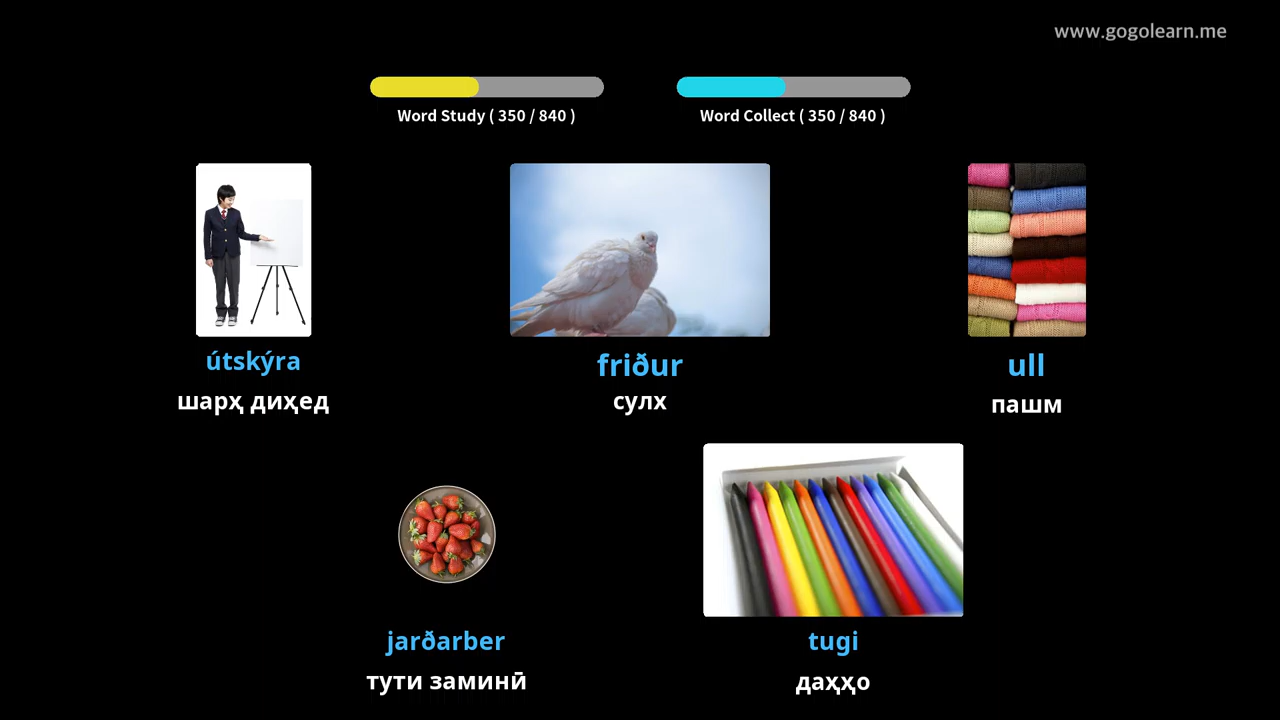 www.gogolearn.me
Word Study ( 350 / 840 )
Word Collect ( 350 / 840 )
útskýra
friður
ull
шарҳ диҳед
сулх
пашм
jarðarber
tugi
тути заминӣ
даҳҳо